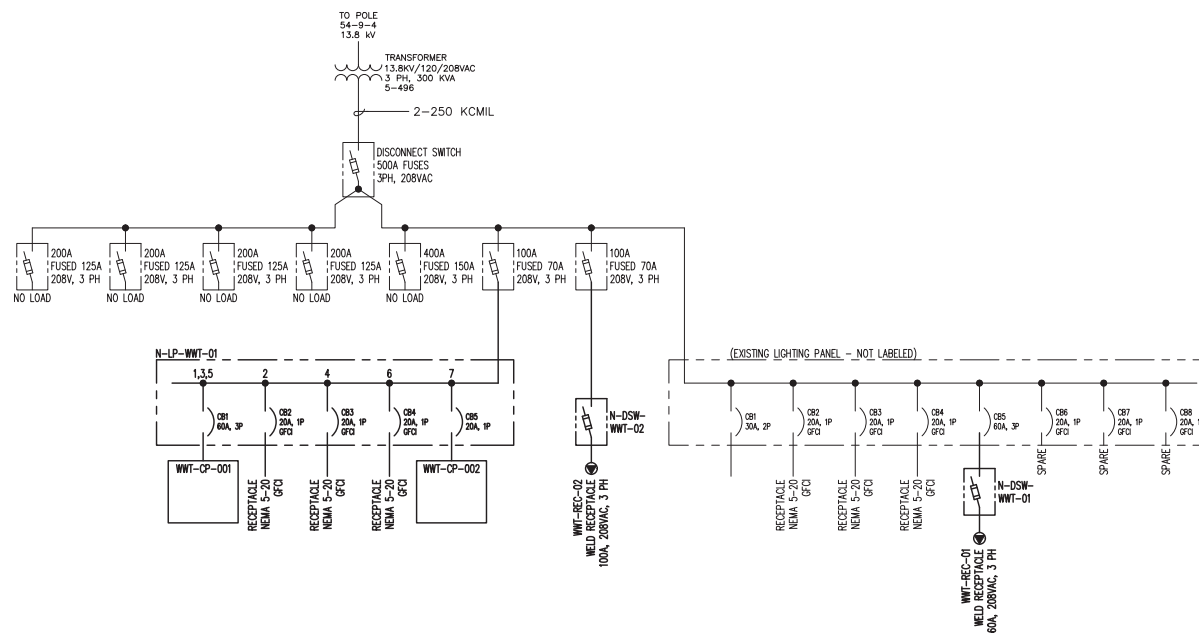 TO POLE
54-9-4
13.8 kV
TRANSFORMER
13.8KV/120/208VAC
3 PH, 300 KVA
5-496
2-250 KCMIL
DISCONNECT SWITCH
500A FUSES
3PH, 208VAC
200A
FUSED 125A
208V, 3 PH
NO LOAD
200A
FUSED 125A
208V, 3 PH
NO LOAD
200A
FUSED 125A
208V, 3 PH
NO LOAD
200A
FUSED 125A
208V, 3 PH
NO LOAD
400A
FUSED 150A
208V, 3 PH
NO LOAD
100A
FUSED 70A
208V, 3 PH
100A
FUSED 70A
208V, 3 PH
N-LP-WWT-01
1,3,5
2
4
6
7
CB1
60A, 3P
CB2
20A, 1P
GFCI
CB3
20A, 1P
GFCI
CB4
20A, 1P
GFCI
CB5
20A, 1P
WWT-CP-001
RECEPTACLE
NEMA 5-20
GFCI
RECEPTACLE
NEMA 5-20
GFCI
RECEPTACLE
NEMA 5-20
GFCI
WWT-CP-002
N-DSW-
WWT-02
WWT-REC-02
WELD RECEPTACLE
100A, 208VAC, 3 PH
(EXISTING LIGHTING PANEL - NOT LABELED)
CB1
30A, 2P
CB2
20A, 1P
GFCI
CB3
20A, 1P
GFCI
CB4
20A, 1P
GFCI
CB5
60A, 3P
CB6
20A, 1P
GFCI
CB7
20A, 1P
GFCI
CB8
20A, 1
GFCI
RECEPTACLE
NEMA 5-20
GFCI
RECEPTACLE
NEMA 5-20
GFCI
RECEPTACLE
NEMA 5-20
GFCI
SPARE
SPARE
SPARE
N-DSW-
WWT-01
WWT-REC-01
WELD RECEPTACLE
60A, 208VAC, 3 PH